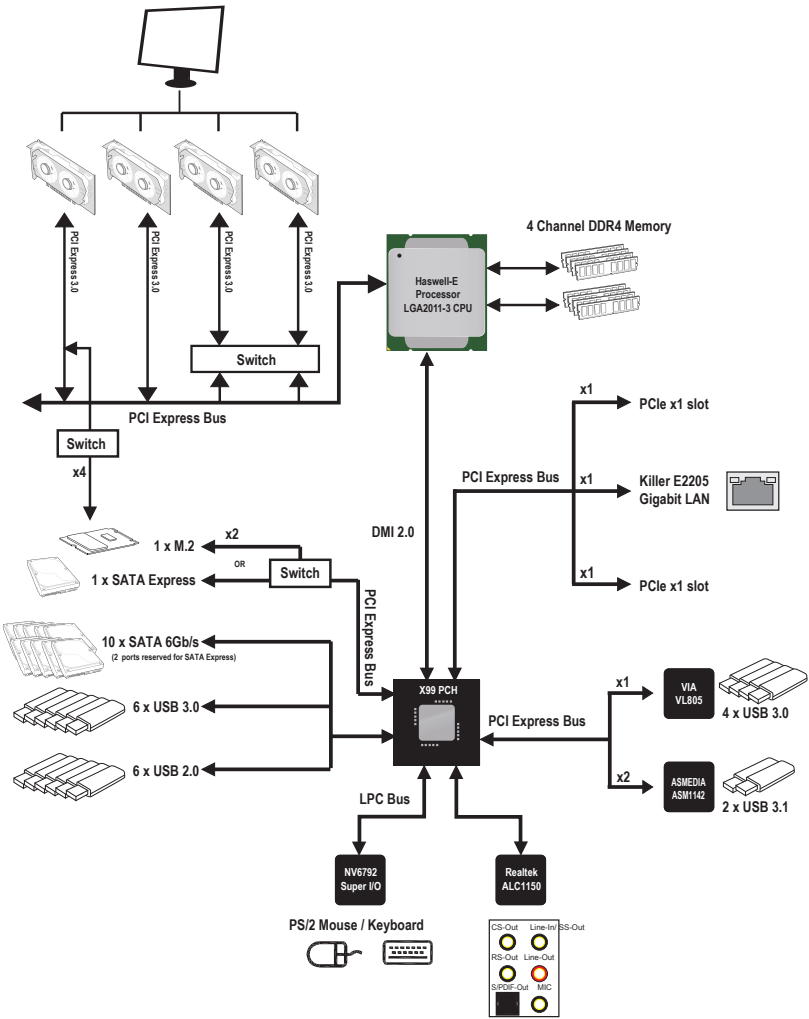 PCI Express 3.0
PCI Express 3.0
PCI Express 3.0
PCI Express 3.0
4 Channel DDR4 Memory
Haswell-E
Processor
LGA2011-3 CPU
Switch
PCI Express Bus
Switch
x4
x1
PCIe x1 slot
PCI Express Bus
x1
Killer E2205
Gigabit LAN
x1
PCIe x1 slot
DMI 2.0
1 x M.2
x2
OR
Switch
1 x SATA Express
PCI Express Bus
10 x SATA 6Gb/s
(2 ports reserved for SATA Express)
6 x USB 3.0
6 x USB 2.0
X99 PCH
PCI Express Bus
x1
VIA
VL805
4 x USB 3.0
x2
ASMEDIA
ASM1142
2 x USB 3.1
LPC Bus
NV6792
Super I/O
Realtek
ALC1150
PS/2 Mouse / Keyboard
CS-Out
Line-In/ SS-Out
RS-Out
Line-Out
S/PDIF-Out
MIC